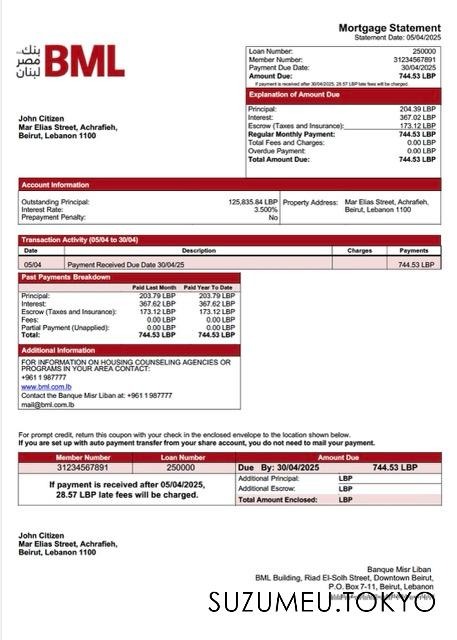 Mortgage Statement
Statement Date: 05/04/2025
بنك
مصر
لبنان
BML
Loan Number: 250000
Member Number: 31234567891
Payment Due Date: 30/04/2025
Amount Due: 744.53 LBP
If payment is received after 30/04/2025, 28.57 LBP late fees will be charged.
John Citizen
Mar Elias Street, Achrafieh,
Beirut, Lebanon 1100
Explanation of Amount Due
Principal: 204.39 LBP
Interest: 367.02 LBP
Escrow (Taxes and Insurance): 173.12 LBP
Regular Monthly Payment: 744.53 LBP
Total Fees and Charges: 0.00 LBP
Overdue Payment: 0.00 LBP
Total Amount Due: 744.53 LBP
Account Information
Outstanding Principal: 125,835.84 LBP
Interest Rate: 3.500%
Prepayment Penalty: No
Property Address: Mar Elias Street, Achrafieh,
Beirut, Lebanon 1100
Transaction Activity (05/04 to 30/04)
Date Description Charges Payments
05/04 Payment Received Due Date 30/04/25 744.53 LBP
Past Payments Breakdown
Paid Last Month Paid Year To Date
Principal: 203.79 LBP 203.79 LBP
Interest: 367.62 LBP 367.62 LBP
Escrow (Taxes and Insurance): 173.12 LBP 173.12 LBP
Fees: 0.00 LBP 0.00 LBP
Partial Payment (Unapplied): 0.00 LBP 0.00 LBP
Total: 744.53 LBP 744.53 LBP
Additional Information
FOR INFORMATION ON HOUSING COUNSELING AGENCIES OR
PROGRAMS IN YOUR AREA CONTACT:
+961 1 987777
www.bml.com.lb
Contact the Banque Misr Liban at: +961 1 987777
mail@bml.com.lb
For prompt credit, return this coupon with your check in the enclosed envelope to the location shown below.
If you are set up with auto payment transfer from your share account, you do not need to mail your payment.
Member Number Loan Number Amount Due
31234567891 250000 Due By: 30/04/2025 744.53 LBP
If payment is received after 05/04/2025,
28.57 LBP late fees will be charged.
Additional Principal: LBP
Additional Escrow: LBP
Total Amount Enclosed: LBP
John Citizen
Mar Elias Street, Achrafieh,
Beirut, Lebanon 1100
Banque Misr Liban
BML Building, Riad El-Solh Street, Downtown Beirut,
P.O. Box 7-11, Beirut, Lebanon
SUZUMEU.TOKYO